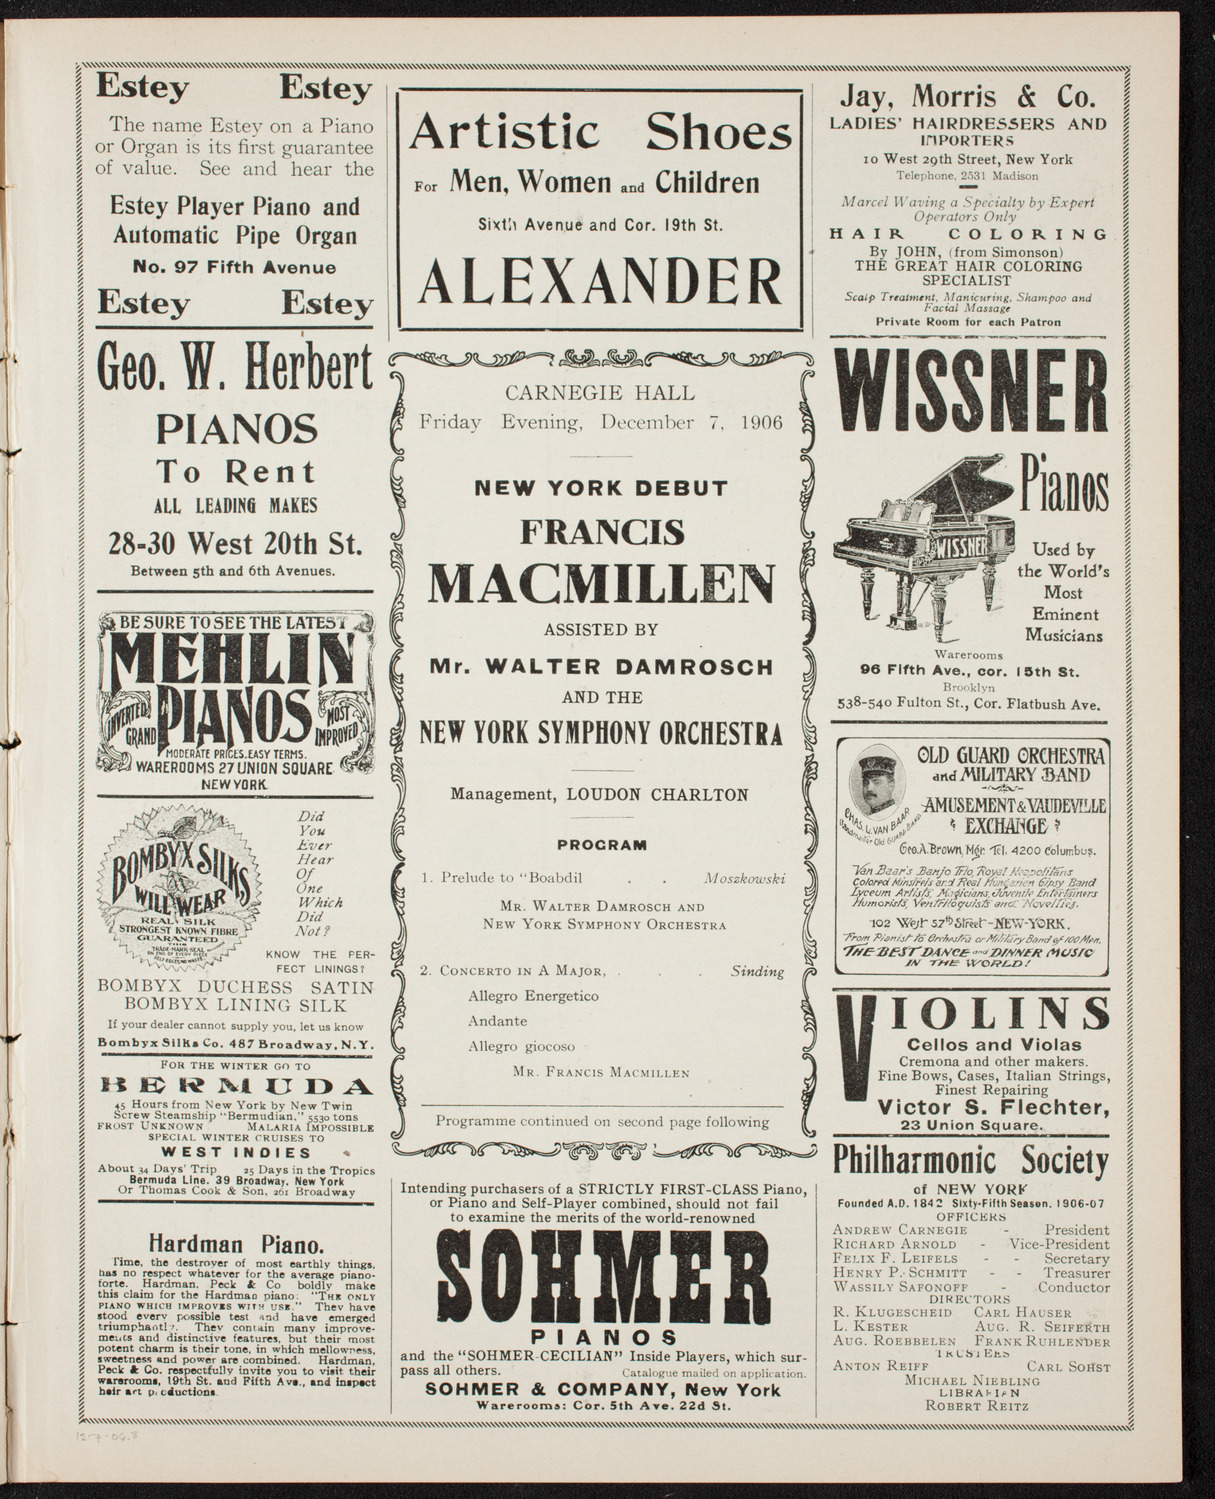 Estey Estey
The name Estey on a Piano
or Organ is its first guarantee
of value. See and hear the
Estey Player Piano and
Automatic Pipe Organ
No. 97 Fifth Avenue
Estey Estey
Geo. W. Herbert
PIANOS
To Rent
ALL LEADING MAKES
28-30 West 20th St.
Between 5th and 6th Avenues.
BE SURE TO SEE THE LATEST
MEHLIN
PIANOS
INVERTED GRAND
MOST IMPROVED
MODERATE PRICES. EASY TERMS.
WAREROOMS 27 UNION SQUARE
NEW YORK
BOMBYX SILKS
WILL WEAR
REAL SILK
STRONGEST KNOWN FIBRE
GUARANTEED
Did
You
Ever
Hear
Of
One
Which
Did
Not?
KNOW THE PER-
FECT LININGS?
BOMBYX DUCHESS SATIN
BOMBYX LINING SILK
If your dealer cannot supply you, let us know
Bombyx Silks Co. 487 Broadway, N.Y.
FOR THE WINTER GO TO
BERMUDA
45 Hours from New York by New Twin
Screw Steamship "Bermudian." 5530 tons
FROST UNKNOWN MALARIA IMPOSSIBLE
SPECIAL WINTER CRUISES TO
WEST INDIES
About 34 Days' Trip 25 Days in the Tropics
Bermuda Line. 39 Broadway. New York
Or Thomas Cook & Son, 261 Broadway
Hardman Piano.
Time, the destroyer of most earthly things,
has no respect whatever for the average piano-
forte. Hardman, Peck & Co boldly make
this claim for the Hardman piano: "THE ONLY
PIANO WHICH IMPROVES WITH USE." They have
stood every possible test and have emerged
triumphantly. They contain many improve-
ments and distinctive features, but their most
potent charm is their tone, in which mellowness,
sweetness and power are combined. Hardman,
Peck & Co. respectfully invite you to visit their
warerooms, 19th St. and Fifth Ave., and inspect
heir art productions.
Artistic Shoes
For Men, Women and Children
Sixth Avenue and Cor. 19th St.
ALEXANDER
CARNEGIE HALL
Friday Evening, December 7, 1906
NEW YORK DEBUT
FRANCIS
MACMILLEN
ASSISTED BY
Mr. WALTER DAMROSCH
AND THE
NEW YORK SYMPHONY ORCHESTRA
Management, LOUDON CHARLTON
PROGRAM
1. Prelude to "Boabdil . . Moszkowski
MR. WALTER DAMROSCH AND
NEW YORK SYMPHONY ORCHESTRA
2. CONCERTO IN A MAJOR, . . . Sinding
Allegro Energetico
Andante
Allegro giocoso
MR. FRANCIS MACMILLEN
Programme continued on second page following
Intending purchasers of a STRICTLY FIRST-CLASS Piano,
or Piano and Self-Player combined, should not fail
to examine the merits of the world-renowned
SOHMER
PIANOS
and the "SOHMER-CECILIAN" Inside Players, which sur-
pass all others. Catalogue mailed on application.
SOHMER & COMPANY, New York
Warerooms: Cor. 5th Ave. 22d St.
Jay, Morris & Co.
LADIES' HAIRDRESSERS AND
IMPORTERS
10 West 29th Street, New York
Telephone, 2531 Madison
Marcel Waving a Specialty by Expert
Operators Only
HAIR COLORING
By JOHN, (from Simonson)
THE GREAT HAIR COLORING
SPECIALIST
Scalp Treatment, Manicuring, Shampoo and
Facial Massage
Private Room for each Patron
WISSNER
Pianos
WISSNER
Used by
the World's
Most
Eminent
Musicians
Warerooms
96 Fifth Ave., cor. 15th St.
Brooklyn
538-540 Fulton St., Cor. Flatbush Ave.
OLD GUARD ORCHESTRA
and MILITARY BAND
AMUSEMENT & VAUDEVILLE
EXCHANGE
CHAS. L. VAN BAAR
Bandmaster Old Guard Band
Geo. A. Brown, Mgr. Tel. 4200 Columbus.
Van Baar's Banjo Trio, Royal Neapolitans
Colored Minstrels and Real Hungarian Gipsy Band
Lyceum Artists, Magicians, Juvenile Entertainers
Humorists, Ventriloquists and Novelties.
102 West 57th Street-NEW-YORK.
"From Pianist to Orchestra or Military Band of 100 Men.
THE BEST DANCE and DINNER MUSIC
IN THE WORLD!
VIOLINS
Cellos and Violas
Cremona and other makers.
Fine Bows, Cases, Italian Strings,
Finest Repairing
Victor S. Flechter,
23 Union Square.
Philharmonic Society
of NEW YORK
Founded A.D. 1842 Sixty-Fifth Season. 1906-07
OFFICERS
ANDREW CARNEGIE - President
RICHARD ARNOLD - Vice-President
FELIX F. LEIFELS - - Secretary
HENRY P. SCHMITT - - Treasurer
WASSILY SAFONOFF Conductor
DIRECTORS
R. KLUGESCHEID CARL HAUSER
L. KESTER AUG. R. SEIFERTH
AUG. ROEBBELEN FRANK RUHLENDER
TRUSTEES
ANTON REIFF CARL SOHST
MICHAEL NIEBLING
LIBRARIAN
ROBERT REITZ
12-7-06.3